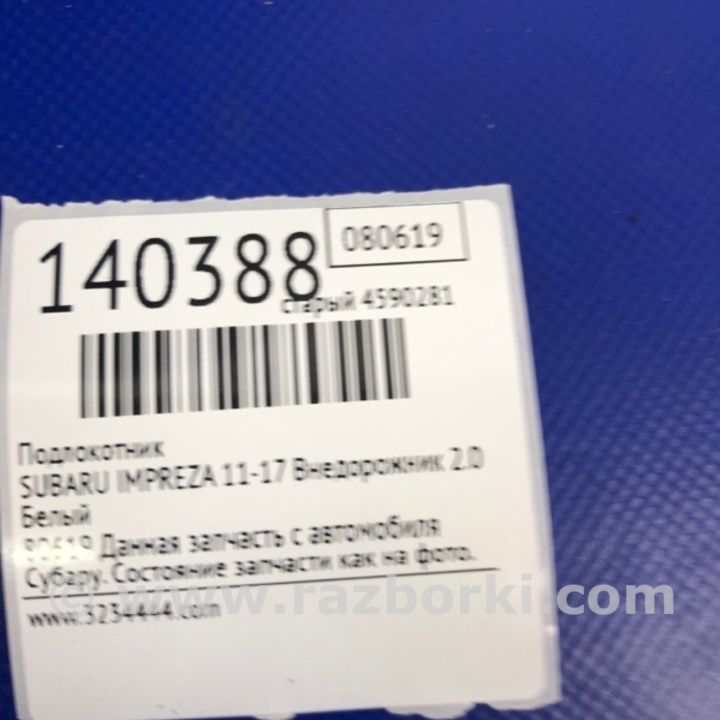 140388
080619
старый 4590281
Подлокотник
SUBARU IMPREZA 11-17 Внедорожник 2.0
Белый
80619 Данная запчасть с автомобиля
Субару. Состояние запчасти как на фото.
www.3234444.com
© www.razborki.com